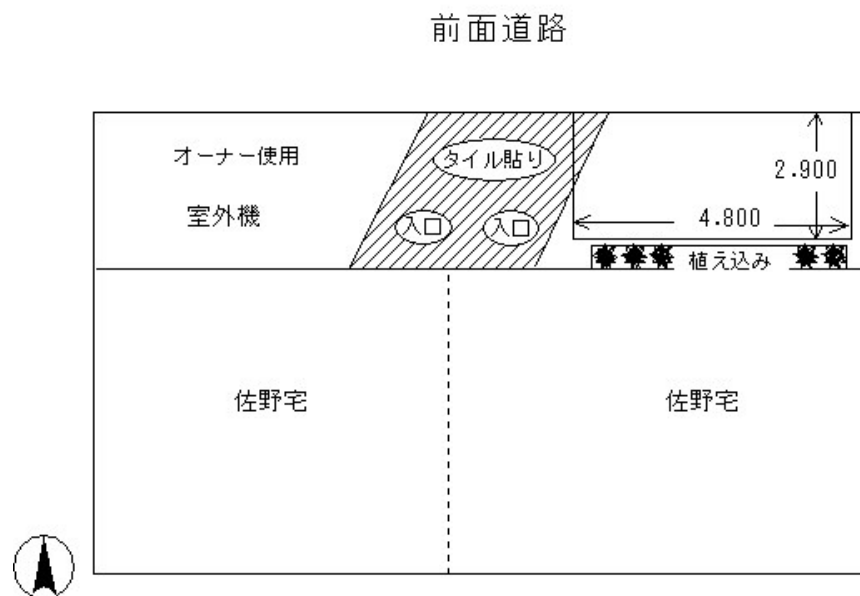 前面道路
オーナー使用
タイル貼り
2.900
室外機
入口
入口
4.800
植え込み
佐野宅
佐野宅